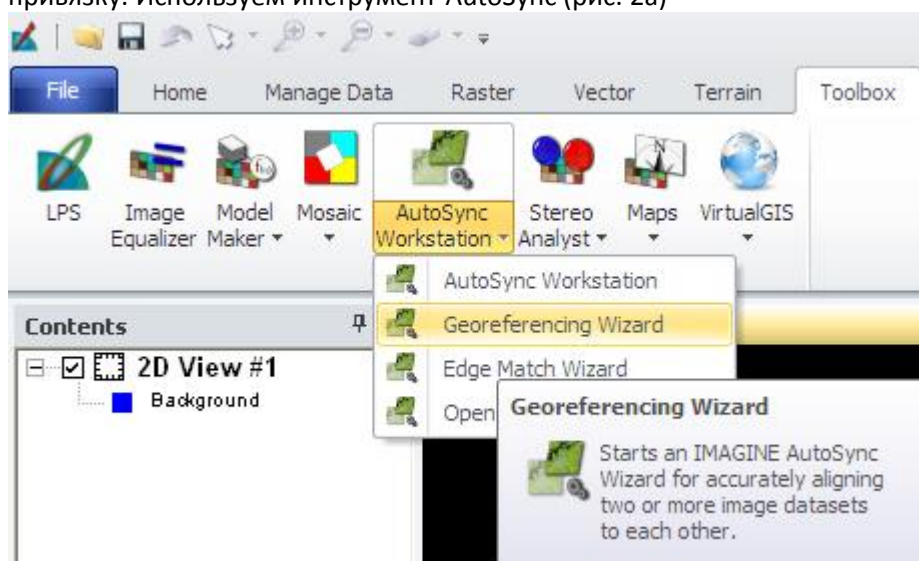 привязку. Используем инструмент AutoSync (рис. 2а)
File Home Manage Data Raster Vector Terrain Toolbox
LPS Image Equalizer Model Maker Mosaic AutoSync Workstation Stereo Analyst Maps VirtualGIS
AutoSync Workstation
Georeferencing Wizard
Edge Match Wizard
Open
Contents
2D View #1
Background
Georeferencing Wizard
Starts an IMAGINE AutoSync
Wizard for accurately aligning
two or more image datasets
to each other.